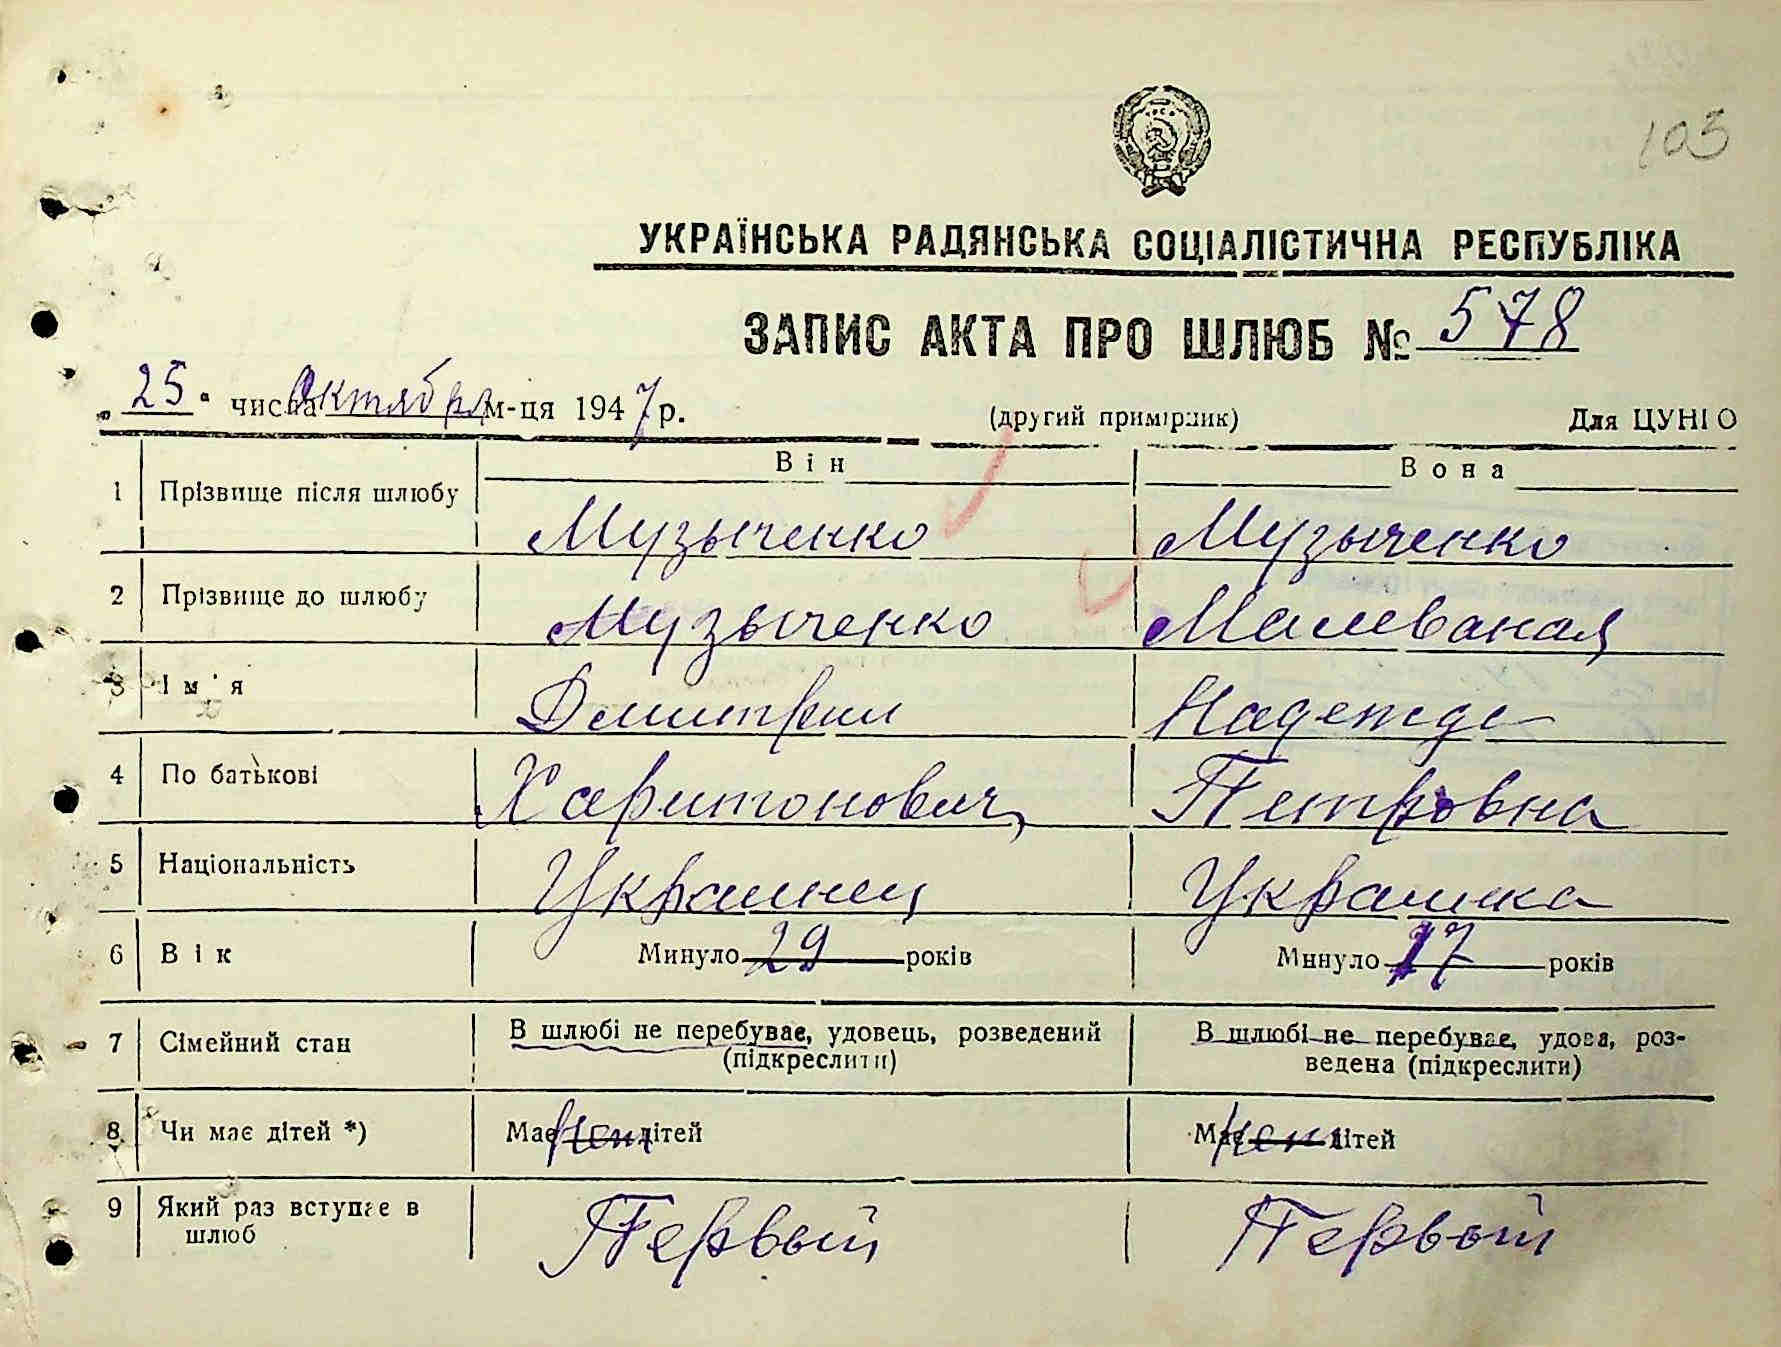 103
УКРАЇНСЬКА РАДЯНСЬКА СОЦІАЛІСТИЧНА РЕСПУБЛІКА
ЗАПИС АКТА ПРО ШЛЮБ № 578
„25" числа Октября м-ця 1947 р. (другий примірник) Для ЦУНГО
Він Вона
1 Прізвище після шлюбу Музыченко Музыченко
2 Прізвище до шлюбу Музыченко Малеваная
3 Ім'я Дмитрий Надежда
4 По батькові Харитонович Петровна
5 Національність Украинец Украинка
6 Вік Минуло 29 років Минуло 17 років
7 Сімейний стан В шлюбі не перебуває, удовець, розведений В шлюбі не перебуває, удова, роз-
(підкреслити) ведена (підкреслити)
8 Чи має дітей *) Має нет дітей Має нет дітей
9 Який раз вступає в Первый Первый
шлюб